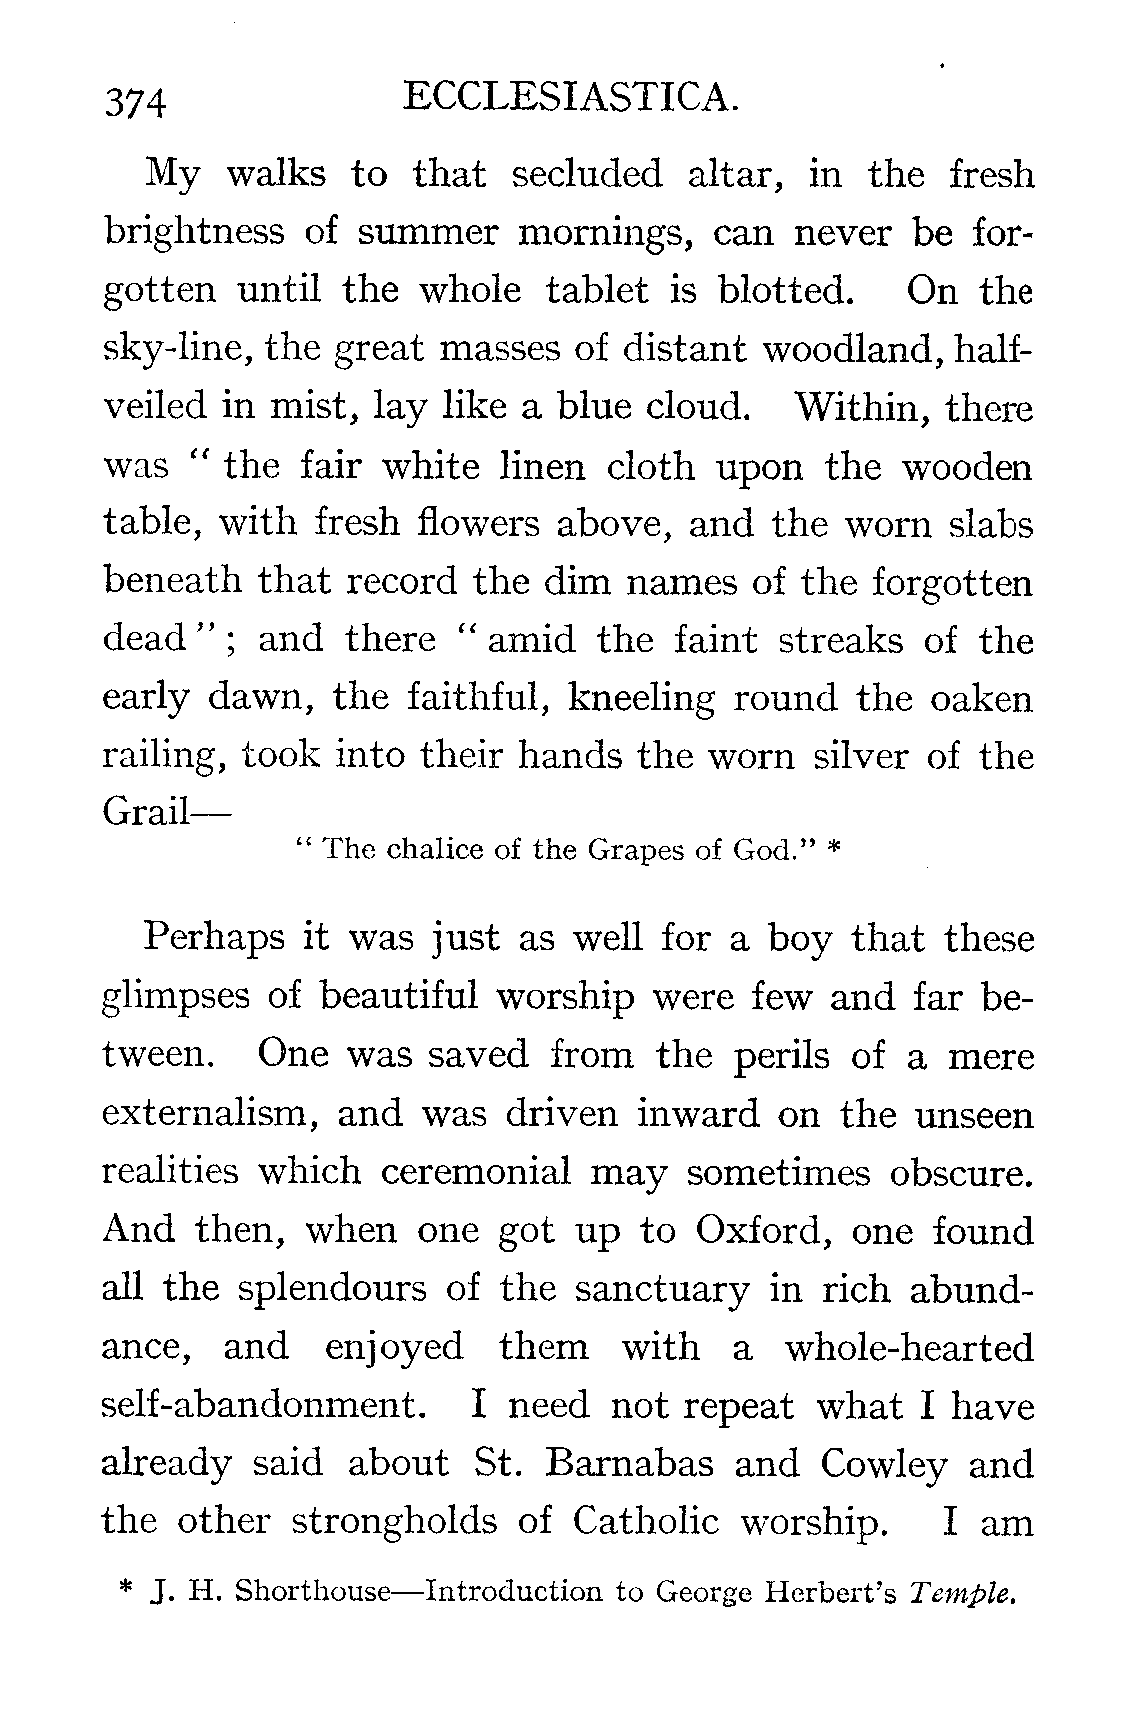 374 ECCLESIASTICA.
My walks to that secluded altar, in the fresh
brightness of summer mornings, can never be for-
gotten until the whole tablet is blotted. On the
sky-line, the great masses of distant woodland, half-
veiled in mist, lay like a blue cloud. Within, there
was “ the fair white linen cloth upon the wooden
table, with fresh flowers above, and the worn slabs
beneath that record the dim names of the forgotten
dead ” ; and there “ amid the faint streaks of the
early dawn, the faithful, kneeling round the oaken
railing, took into their hands the worn silver of the
Grail—
“ The chalice of the Grapes of God.” *
Perhaps it was just as well for a boy that these
glimpses of beautiful worship were few and far be-
tween. One was saved from the perils of a mere
externalism, and was driven inward on the unseen
realities which ceremonial may sometimes obscure.
And then, when one got up to Oxford, one found
all the splendours of the sanctuary in rich abund-
ance, and enjoyed them with a whole-hearted
self-abandonment. I need not repeat what I have
already said about St. Barnabas and Cowley and
the other strongholds of Catholic worship. I am
* J. H. Shorthouse—Introduction to George Herbert’s Temple.